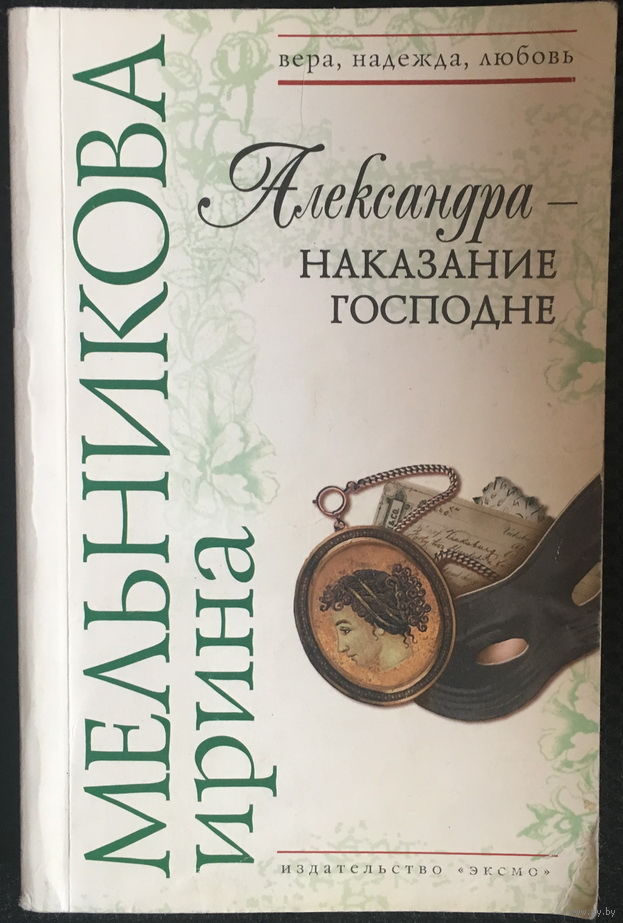 МЕЛЬНИКОВА
ирина
вера, надежда, любовь
Александра –
НАКАЗАНИЕ
ГОСПОДНЕ
ИЗДАТЕЛЬСТВО «ЭКСМО»